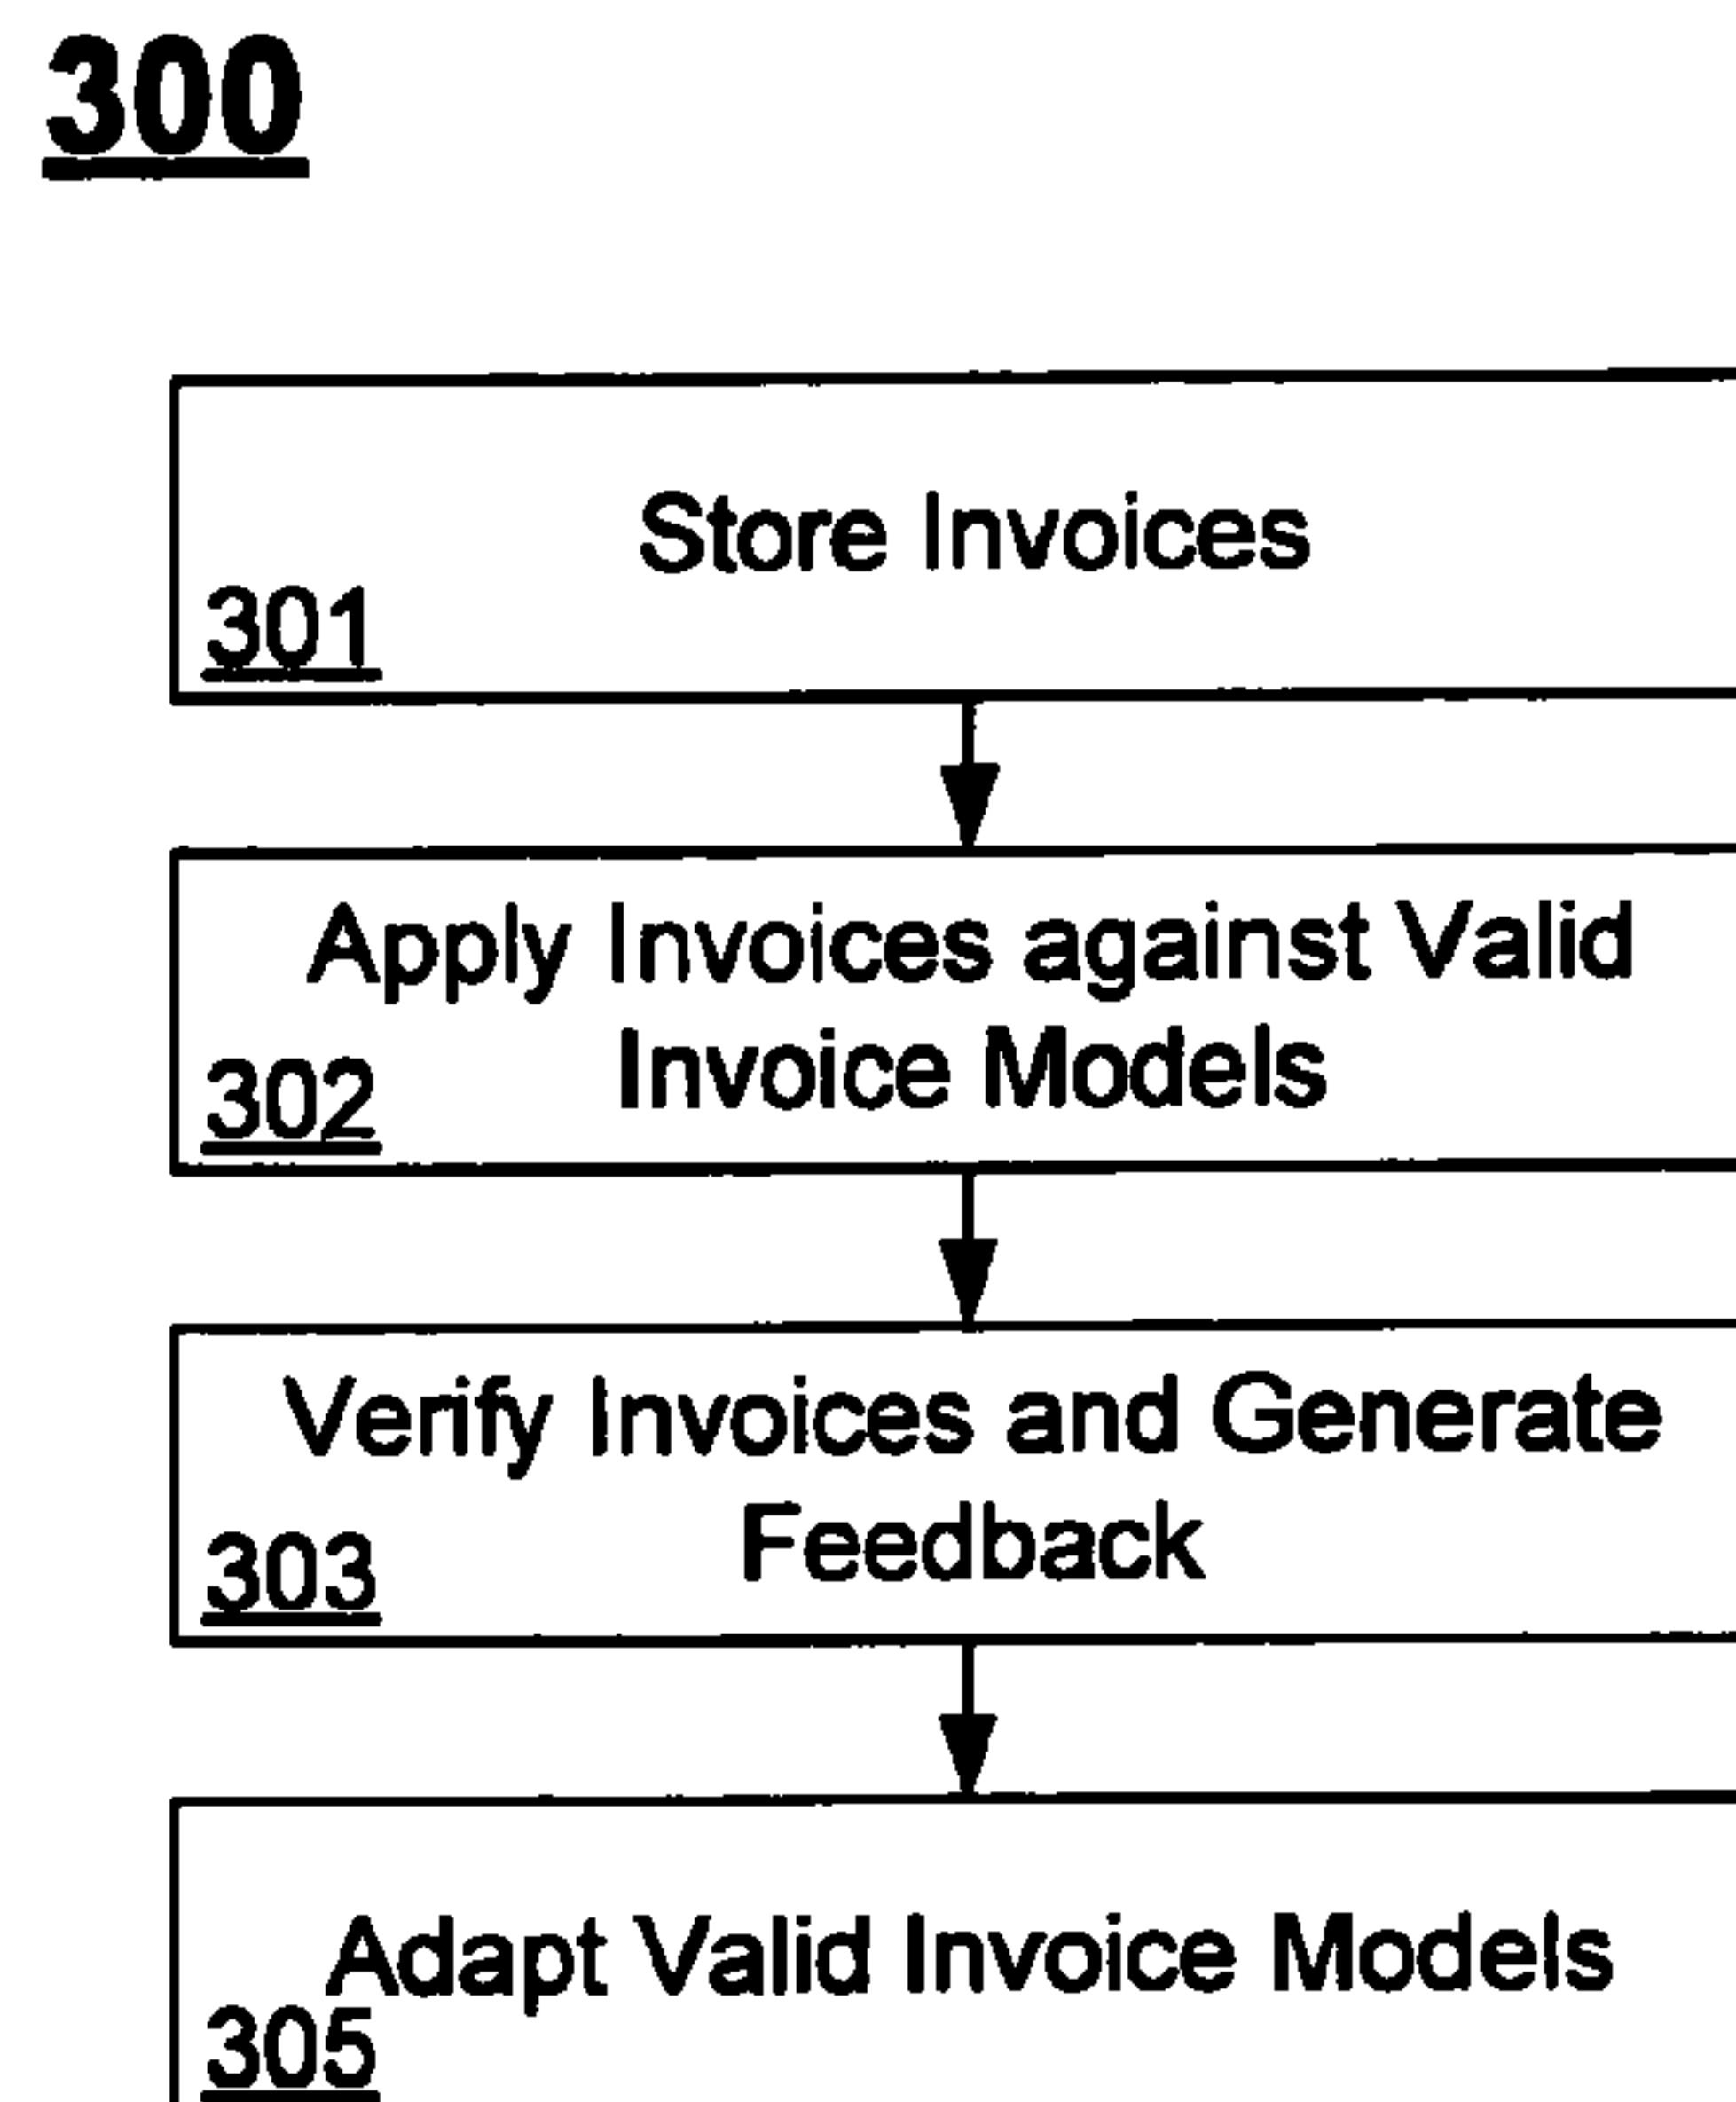 300
Store Invoices
301
Apply Invoices against Valid
Invoice Models
302
Verify Invoices and Generate
Feedback
303
Adapt Valid Invoice Models
305